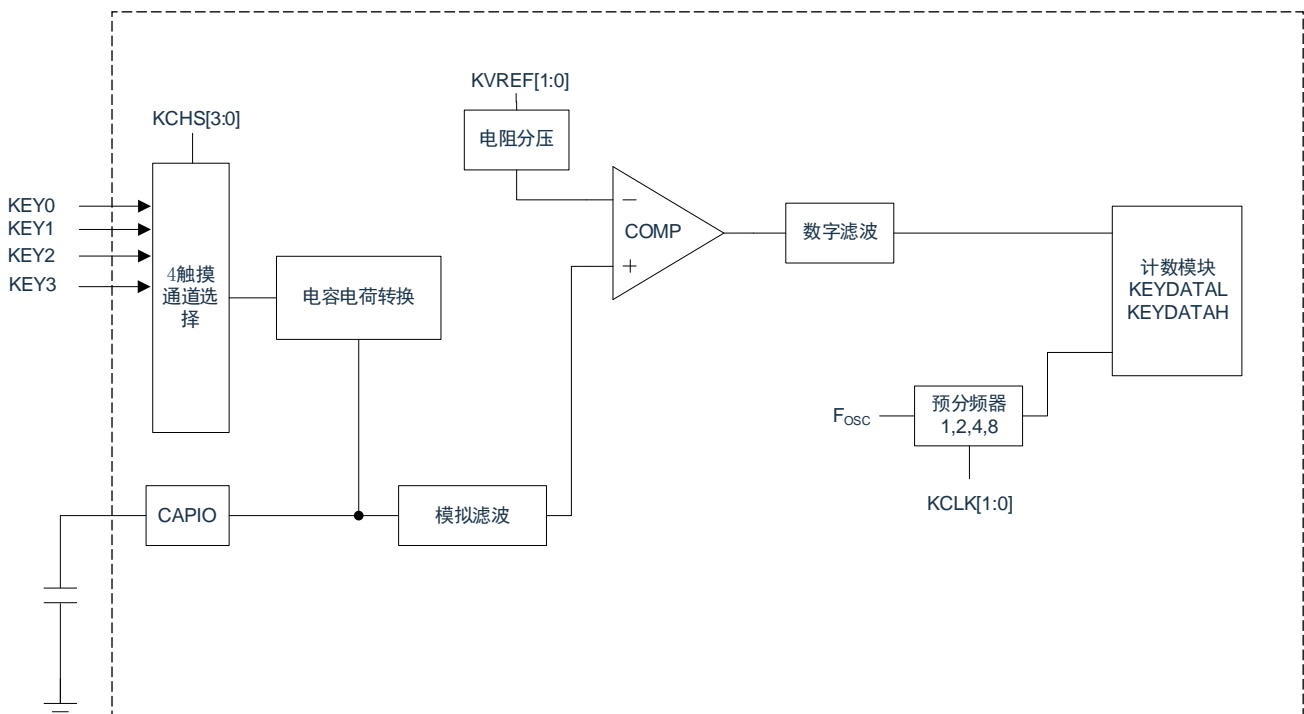 KVREF[1:0]
KCHS[3:0]
电阻分压
KEY0
KEY1
KEY2
KEY3
4触摸
通道选
择
电容电荷转换
−
COMP
+
数字滤波
计数模块
KEYDATAL
KEYDATAH
FOSC
预分频器
1,2,4,8
KCLK[1:0]
CAPIO
模拟滤波